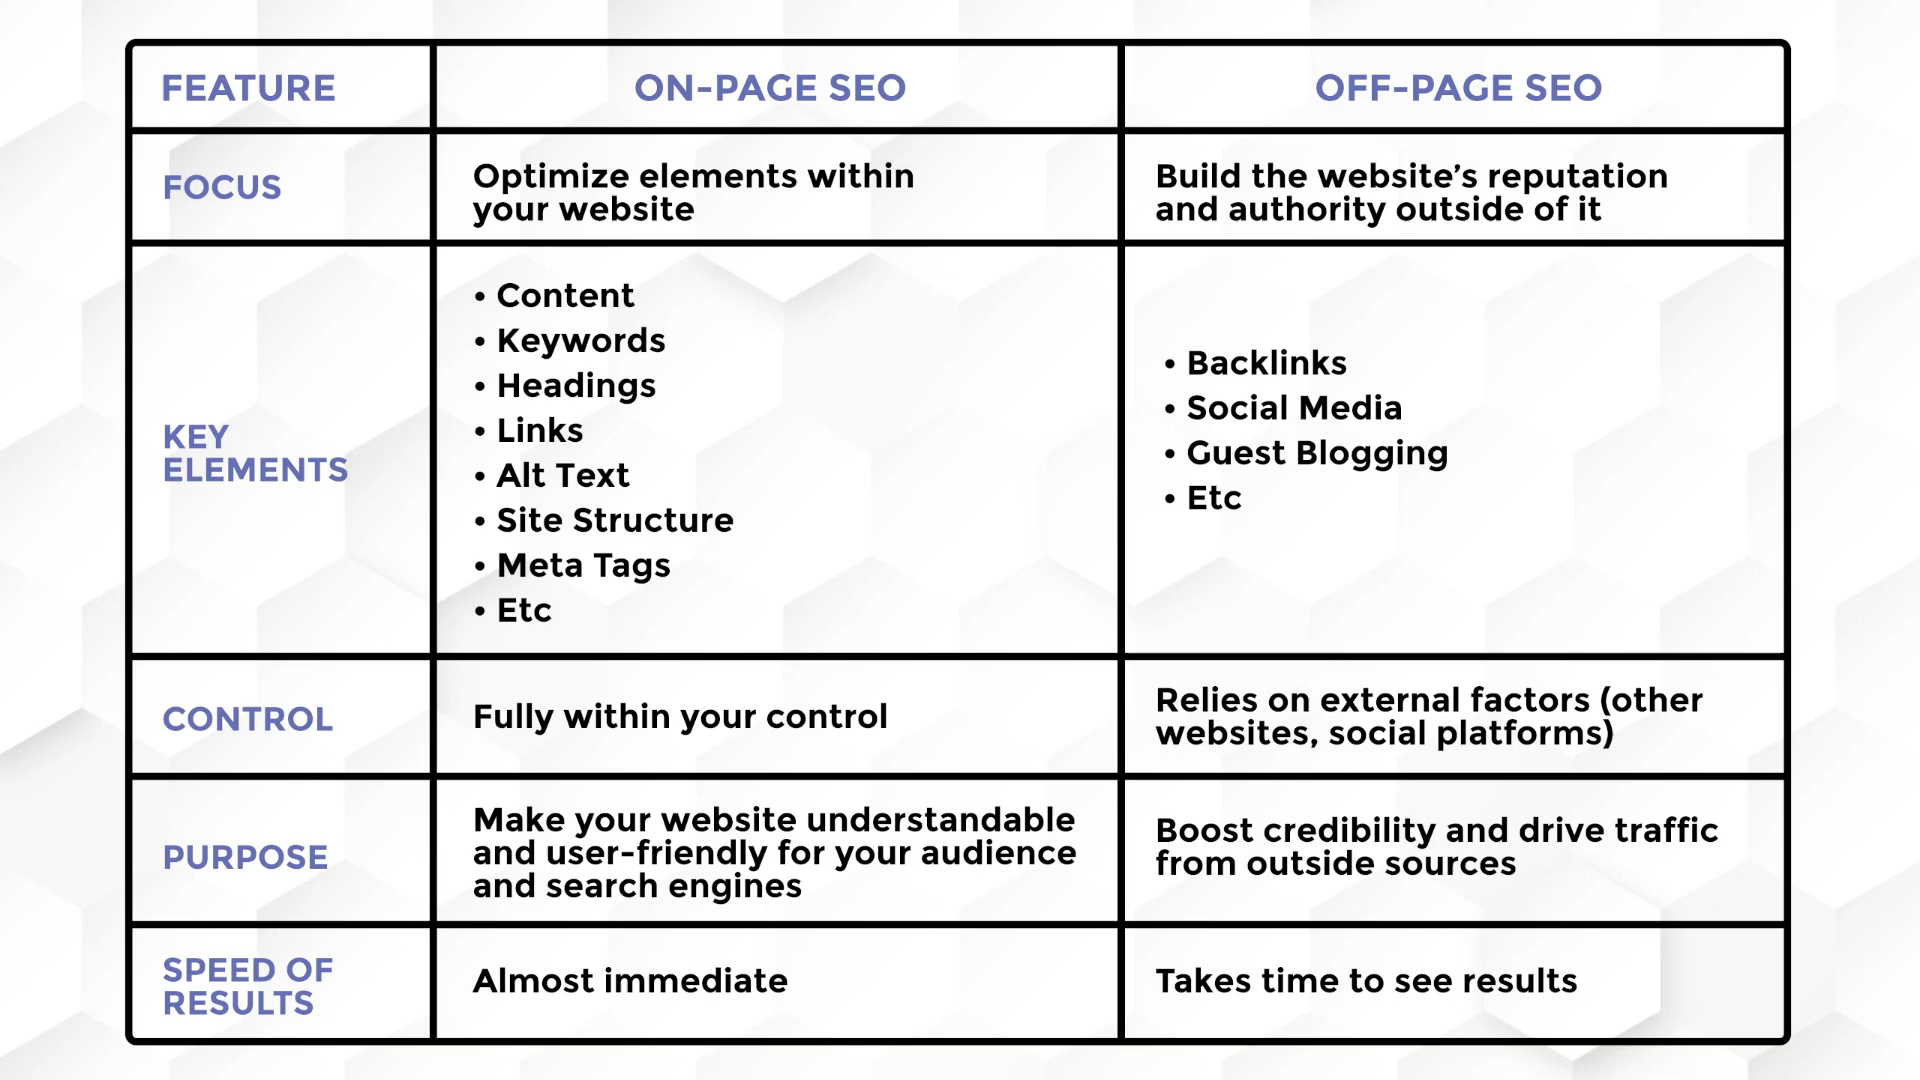 FEATURE
ON-PAGE SEO
OFF-PAGE SEO
FOCUS
Optimize elements within
your website
Build the website’s reputation
and authority outside of it
KEY
ELEMENTS
• Content
• Keywords
• Headings
• Links
• Alt Text
• Site Structure
• Meta Tags
• Etc
• Backlinks
• Social Media
• Guest Blogging
• Etc
CONTROL
Fully within your control
Relies on external factors (other
websites, social platforms)
PURPOSE
Make your website understandable
and user-friendly for your audience
and search engines
Boost credibility and drive traffic
from outside sources
SPEED OF
RESULTS
Almost immediate
Takes time to see results